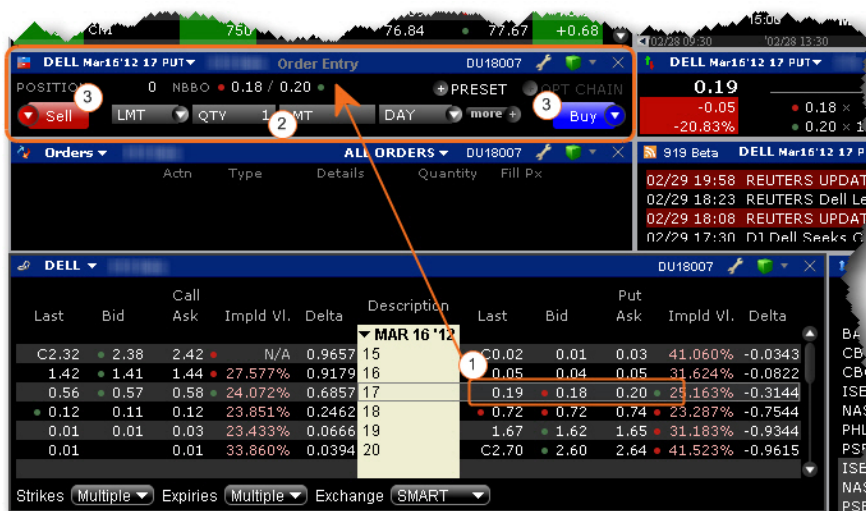 750 76.84 77.67 +0.68
02/28 09:30 '02/28 13:30
DELL Mar16'12 17 PUT Order Entry DU18007
POSITION 0 NBBO 0.18 / 0.20 + PRESET OPT CHAIN
3 3
Sell LMT QTY 1 LMT DAY more + Buy
2
DELL Mar16'12 17 PUT
0.19
-0.05 0.18 ×
-20.83% 0.20 × 1
Orders ALL ORDERS DU18007
Actn Type Details Quantity Fill Px
919 Beta DELL Mar16'12 17 P
02/29 19:58 REUTERS UPDAT
02/29 18:23 REUTERS Dell Le
02/29 18:08 REUTERS UPDAT
02/29 17:30 DJ Dell Seeks
DELL DU18007
Call Put
Last Bid Ask Impld Vl. Delta Description Last Bid Ask Impld Vl. Delta
MAR 16 '12
C2.32 2.38 2.42 N/A 0.9657 15 C0.02 0.01 0.03 41.060% -0.0343
1
1.42 1.41 1.44 27.577% 0.9179 16 0.05 0.04 0.05 31.624% -0.0822
0.56 0.57 0.58 24.072% 0.6857 17 0.19 0.18 0.20 25.163% -0.3144
0.12 0.11 0.12 23.851% 0.2462 18 0.72 0.72 0.74 23.287% -0.7544
0.01 0.01 0.03 23.433% 0.0666 19 1.67 1.62 1.65 31.183% -0.9344
0.01 0.01 33.860% 0.0394 20 C2.70 2.60 2.64 41.523% -0.9615
Strikes Multiple Expiries Multiple Exchange SMART
BA
CB
CB
ISE
NAS
PHL
PSE
ISE
NAS
PSE